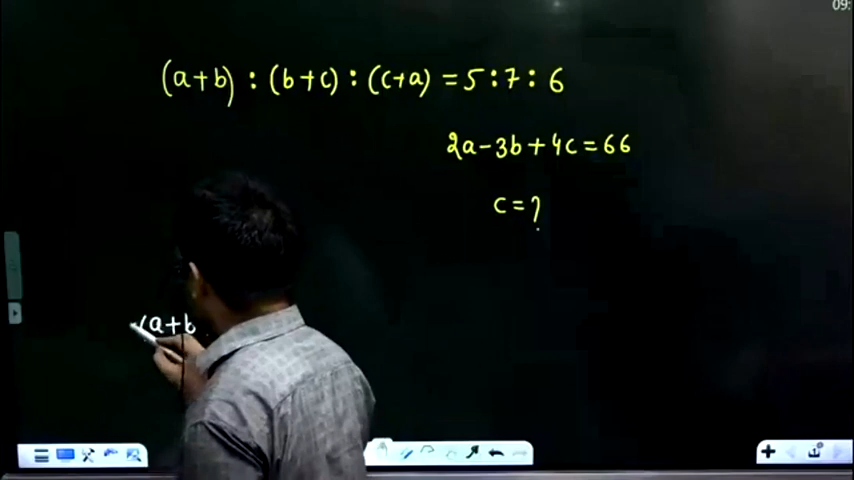 09:
(a+b) : (b+c) : (c+a) = 5 : 7 : 6
2a - 3b + 4c = 66
c = ?
(a+b